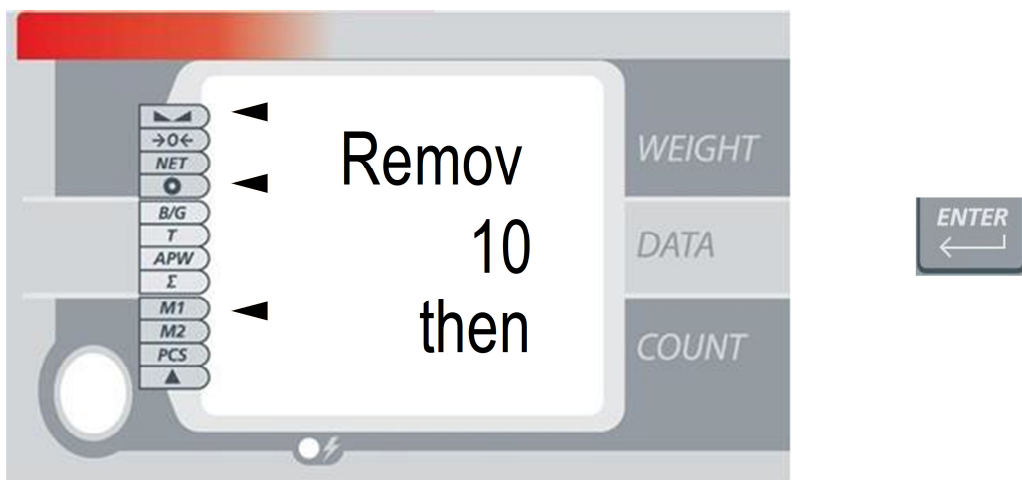 →0←
NET
B/G
T
APW
Σ
M1
M2
PCS
Remov
10
then
WEIGHT
DATA
COUNT
ENTER